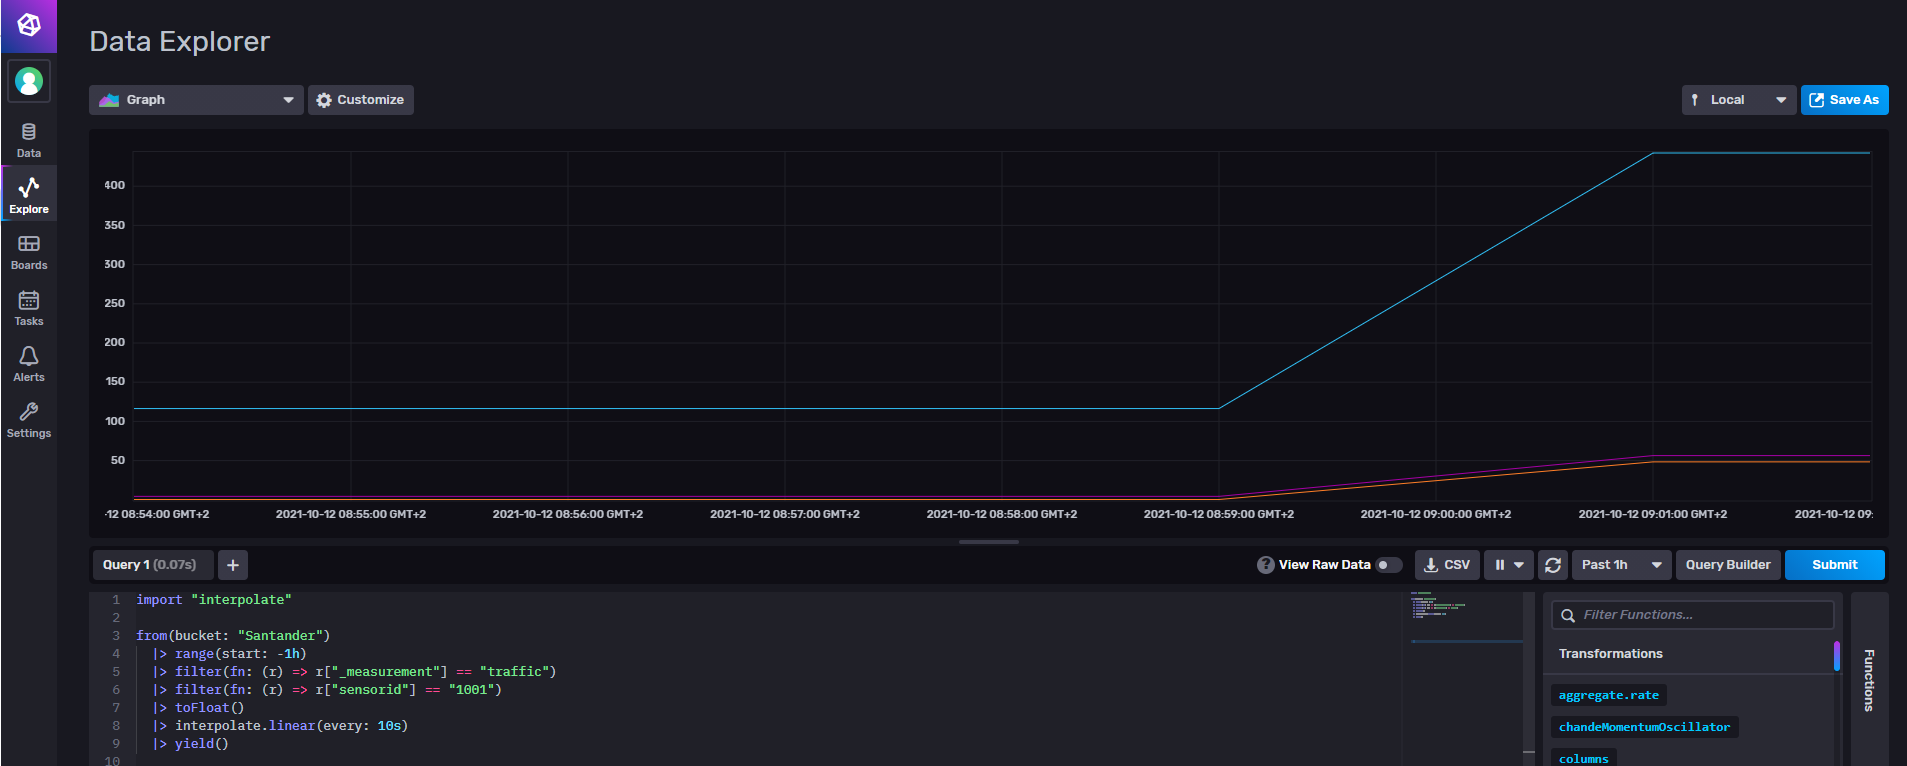 Data Explorer
Graph
Customize
Local
Save As
Data
Explore
Boards
Tasks
Alerts
Settings
400
350
300
250
200
150
100
50
-12 08:54:00 GMT+2
2021-10-12 08:55:00 GMT+2
2021-10-12 08:56:00 GMT+2
2021-10-12 08:57:00 GMT+2
2021-10-12 08:58:00 GMT+2
2021-10-12 08:59:00 GMT+2
2021-10-12 09:00:00 GMT+2
2021-10-12 09:01:00 GMT+2
2021-10-12 09:
Query 1 (0.07s)
+
? View Raw Data
CSV
Past 1h
Query Builder
Submit
1 import "interpolate"
2
3 from(bucket: "Santander")
4 |> range(start: -1h)
5 |> filter(fn: (r) => r["_measurement"] == "traffic")
6 |> filter(fn: (r) => r["sensorid"] == "1001")
7 |> toFloat()
8 |> interpolate.linear(every: 10s)
9 |> yield()
10
Filter Functions...
Transformations
aggregate.rate
chandeMomentumOscillator
columns
Functions